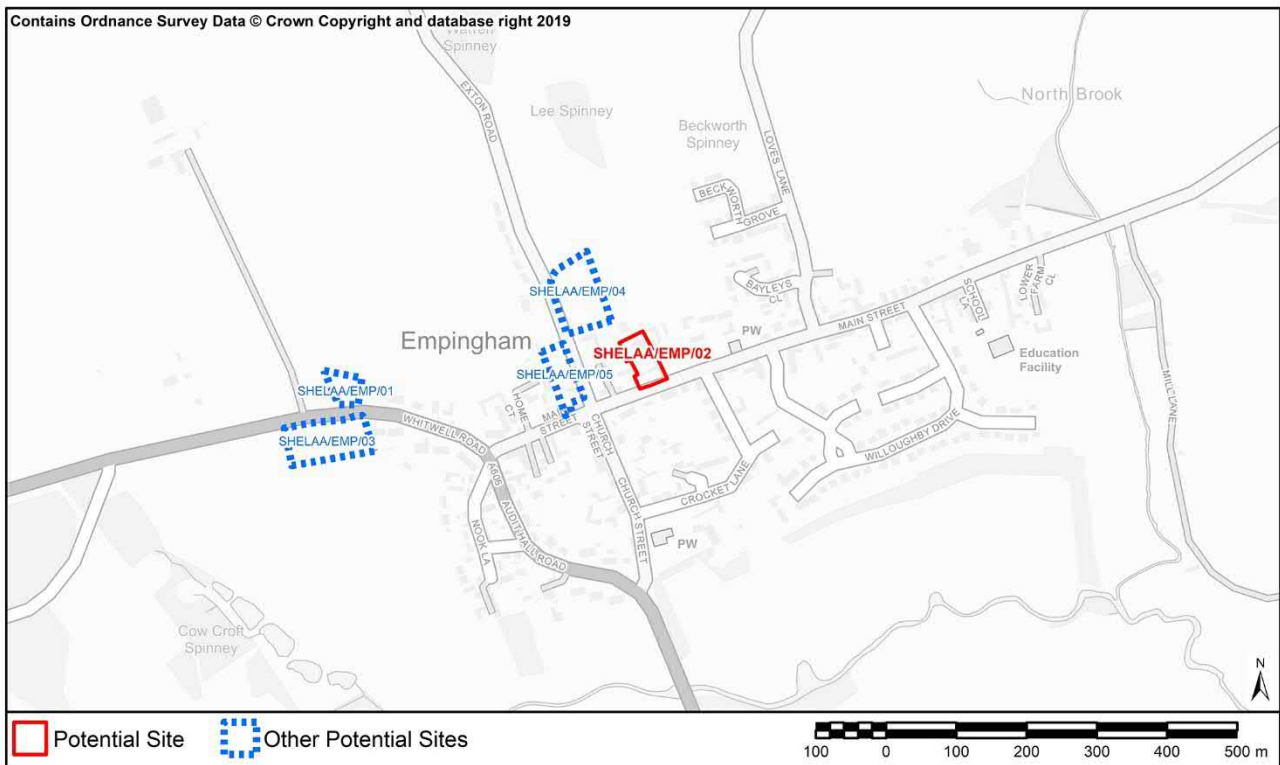 Contains Ordnance Survey Data © Crown Copyright and database right 2019
Warren
Spinney
EXTON ROAD
Lee Spinney
Beckworth
Spinney
LOVES LANE
North Brook
BECK
WORTH
GROVE
SHELAA/EMP/04
BAYLEYS
CL
MAIN STREET
SCHOOL
LA
LOWER
FARM
CL
Empingham
PW
SHELAA/EMP/02
Education
Facility
SHELAA/EMP/05
SHELAA/EMP/01
HOME
CT
MAIN
STREET
WHITWELL ROAD
CHURCH
STREET
SHELAA/EMP/03
A606
WILLOUGHBY DRIVE
MILL LANE
CROCKET LANE
CHURCH STREET
NOOK LA
AUDIT HALL ROAD
PW
Cow Croft
Spinney
N
Potential Site
Other Potential Sites
100 0 100 200 300 400 500 m